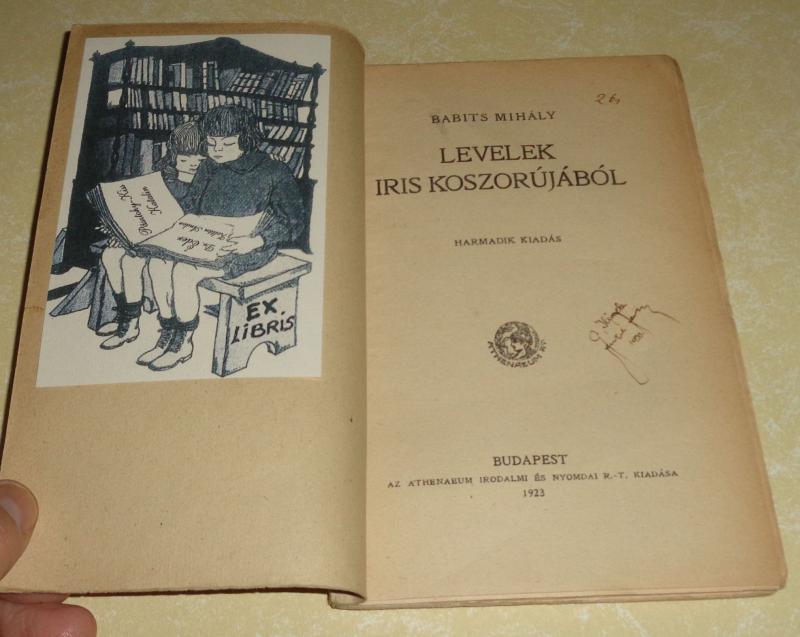 EX
LIBRIS
26,
BABITS MIHÁLY
LEVELEK
IRIS KOSZORÚJÁBÓL
HARMADIK KIADÁS
ATHENAEUM R.T.
BUDAPEST
AZ ATHENAEUM IRODALMI ÉS NYOMDAI R.-T. KIADÁSA
1923